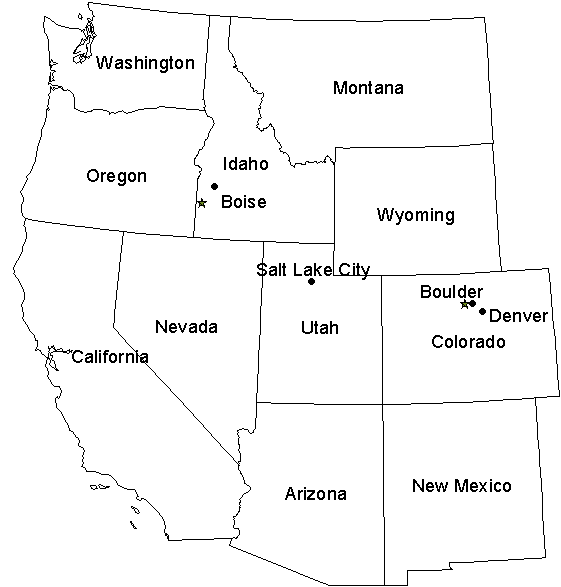 Washington
Montana
Idaho
Oregon
Boise
Wyoming
Salt Lake City
Boulder
Denver
Nevada
Utah
Colorado
California
Arizona
New Mexico